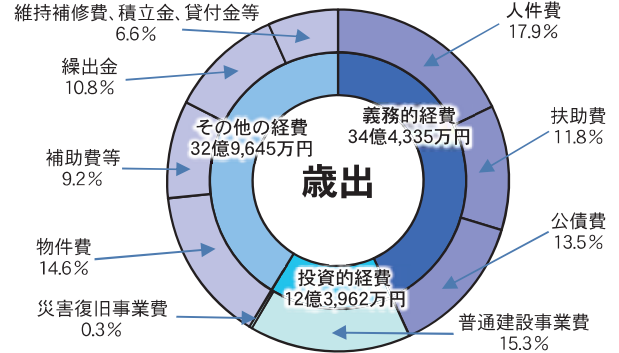 歳出
義務的経費
34億4,335万円
人件費
17.9%
扶助費
11.8%
公債費
13.5%
投資的経費
12億3,962万円
普通建設事業費
15.3%
災害復旧事業費
0.3%
その他の経費
32億9,645万円
物件費
14.6%
補助費等
9.2%
繰出金
10.8%
維持補修費、積立金、貸付金等
6.6%